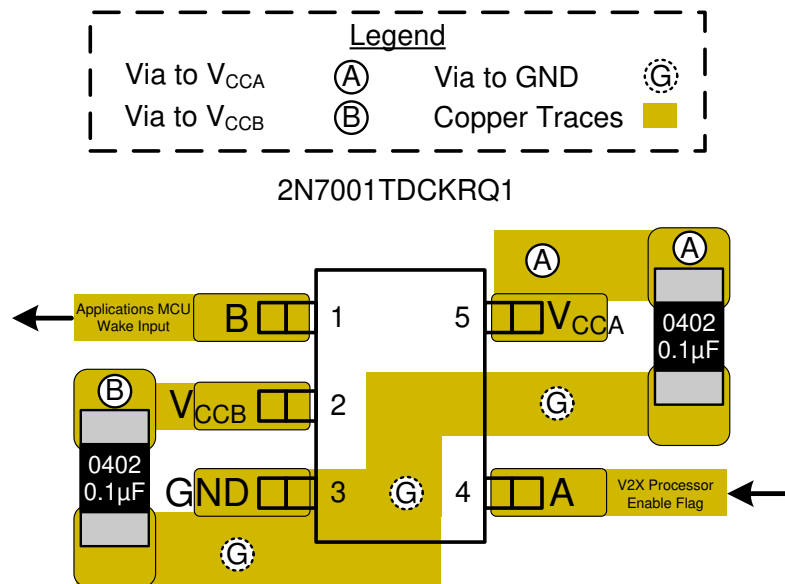 Legend
Via to VCCA A Via to GND G
Via to VCCB B Copper Traces
2N7001TDCKRQ1
A A
Applications MCU
Wake Input
B 1 5 VCCA
0402
0.1µF
B
VCCB 2 G
0402
0.1µF
GND 3 G 4 A
V2X Processor
Enable Flag
G